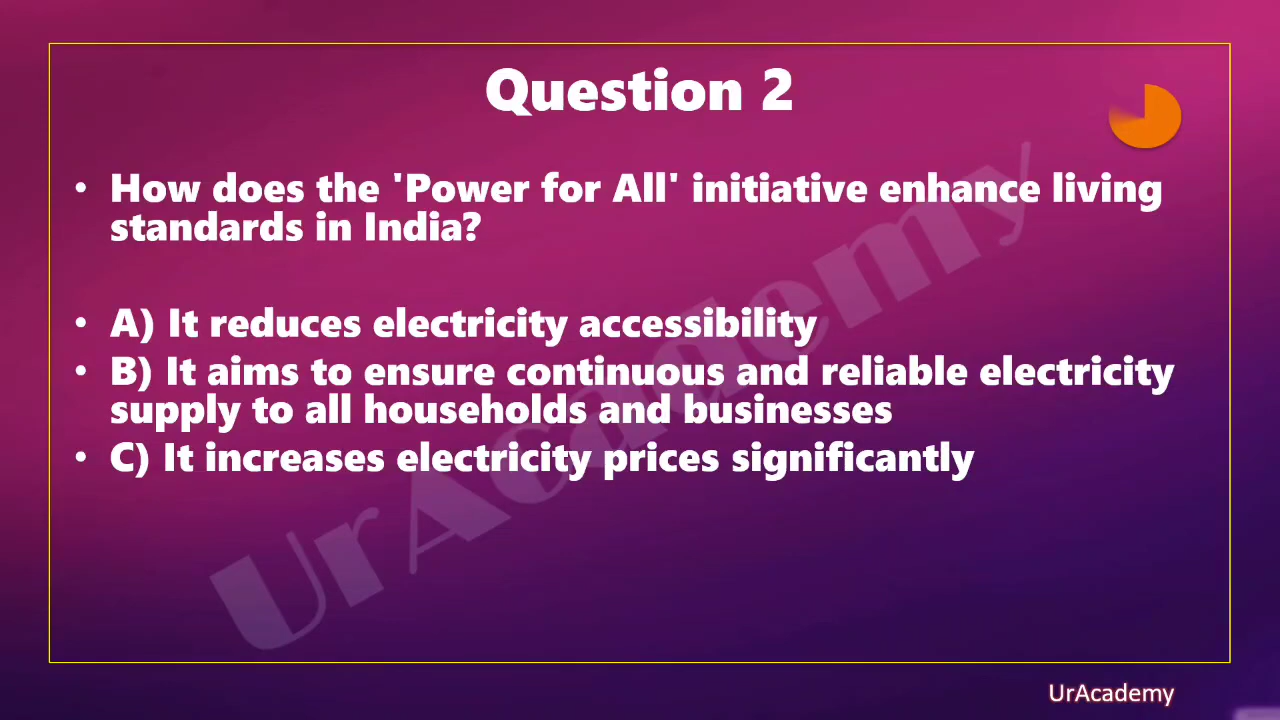 Question 2
• How does the 'Power for All' initiative enhance living
standards in India?
• A) It reduces electricity accessibility
• B) It aims to ensure continuous and reliable electricity
supply to all households and businesses
• C) It increases electricity prices significantly
UrAcademy
UrAcademy